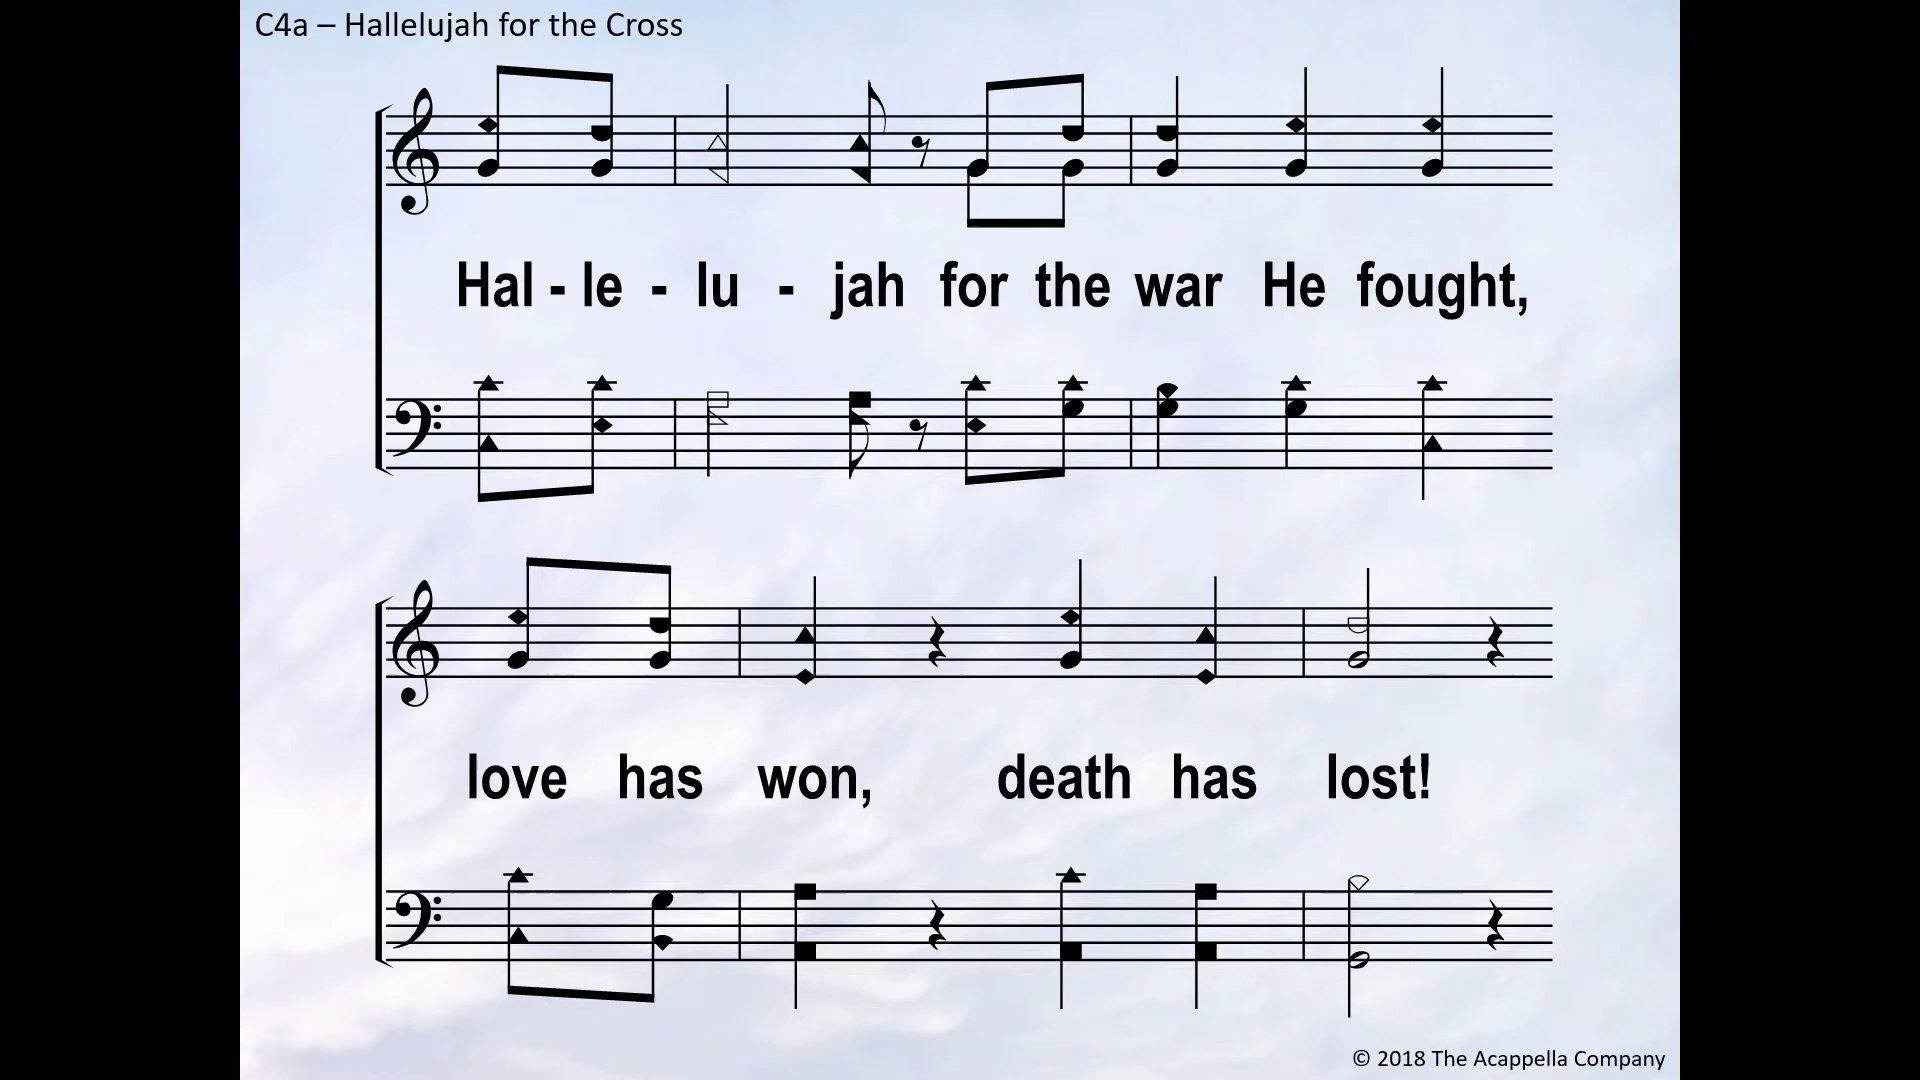 C4a – Hallelujah for the Cross
Hal - le - lu - jah for the war He fought,
love has won, death has lost!
© 2018 The Acappella Company